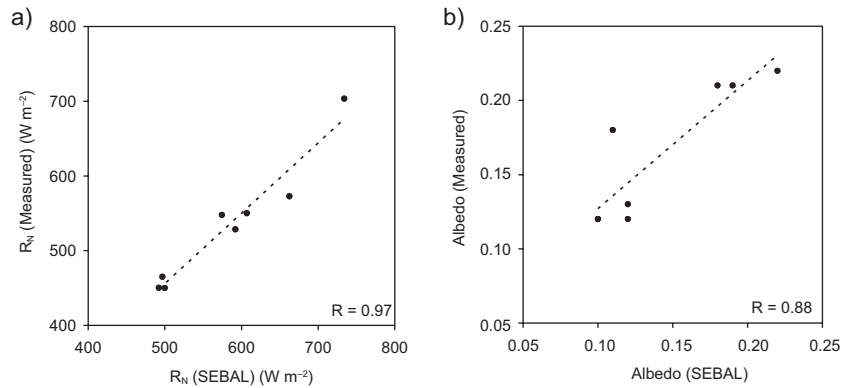 a)
800
700
600
500
400
R_N (Measured) (W m⁻²)
400 500 600 700 800
R_N (SEBAL) (W m⁻²)
R = 0.97
b)
0.25
0.20
0.15
0.10
0.05
Albedo (Measured)
0.05 0.10 0.15 0.20 0.25
Albedo (SEBAL)
R = 0.88